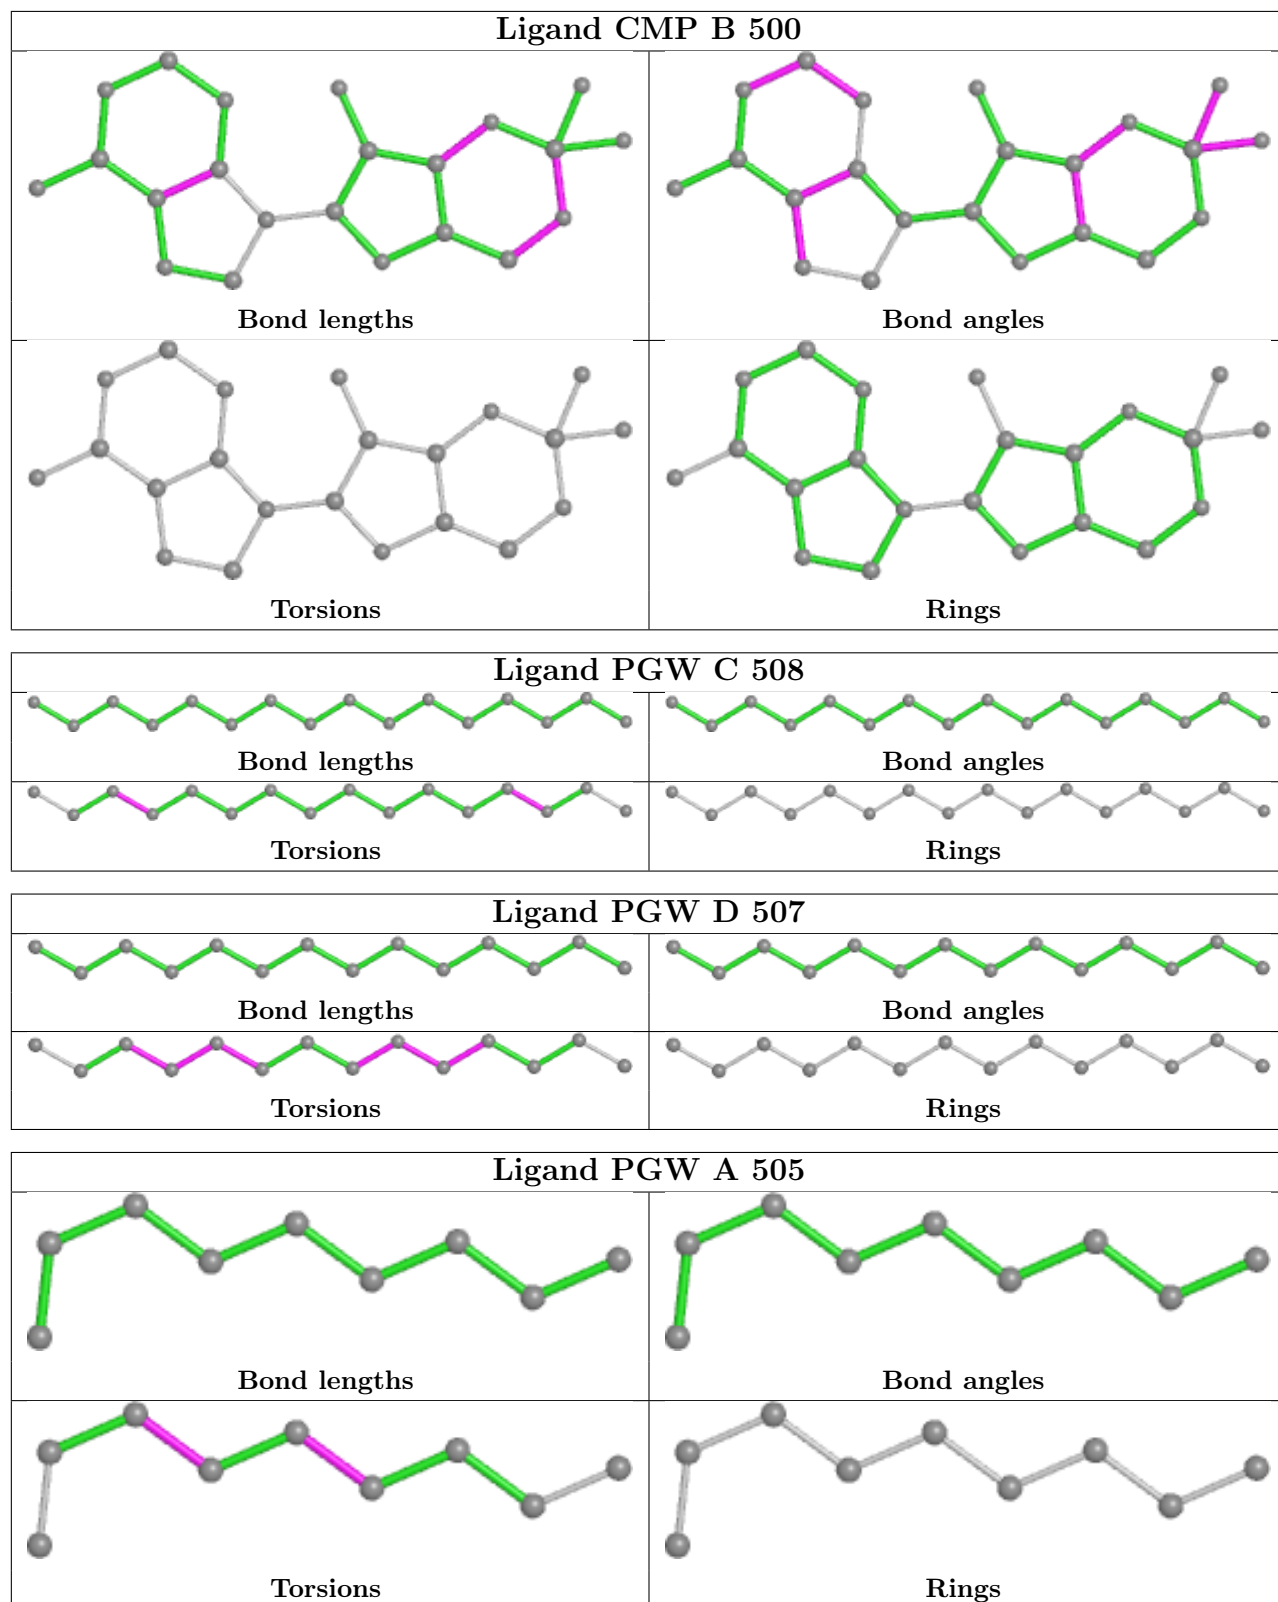 Ligand CMP B 500
Bond lengths
Bond angles
Torsions
Rings
Ligand PGW C 508
Bond lengths
Bond angles
Torsions
Rings
Ligand PGW D 507
Bond lengths
Bond angles
Torsions
Rings
Ligand PGW A 505
Bond lengths
Bond angles
Torsions
Rings